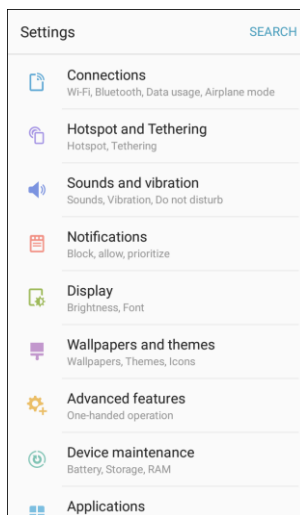 Settings SEARCH
Connections
Wi-Fi, Bluetooth, Data usage, Airplane mode
Hotspot and Tethering
Hotspot, Tethering
Sounds and vibration
Sounds, Vibration, Do not disturb
Notifications
Block, allow, prioritize
Display
Brightness, Font
Wallpapers and themes
Wallpapers, Themes, Icons
Advanced features
One-handed operation
Device maintenance
Battery, Storage, RAM
Applications